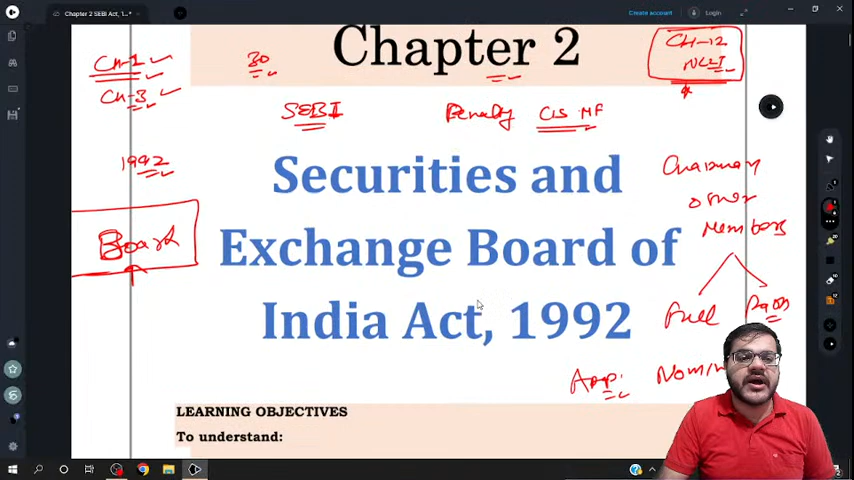 Chapter 2 SEBI Act, 1...*
Create account
Login
Chapter 2
CH-1
30
CH-12
NCLT
CH-3
SEBI
Penalty CIS MF
1992
Securities and
Chairman
other
Members
Board
Exchange Board of
India Act, 1992
Full
App. Nomin
LEARNING OBJECTIVES
To understand: